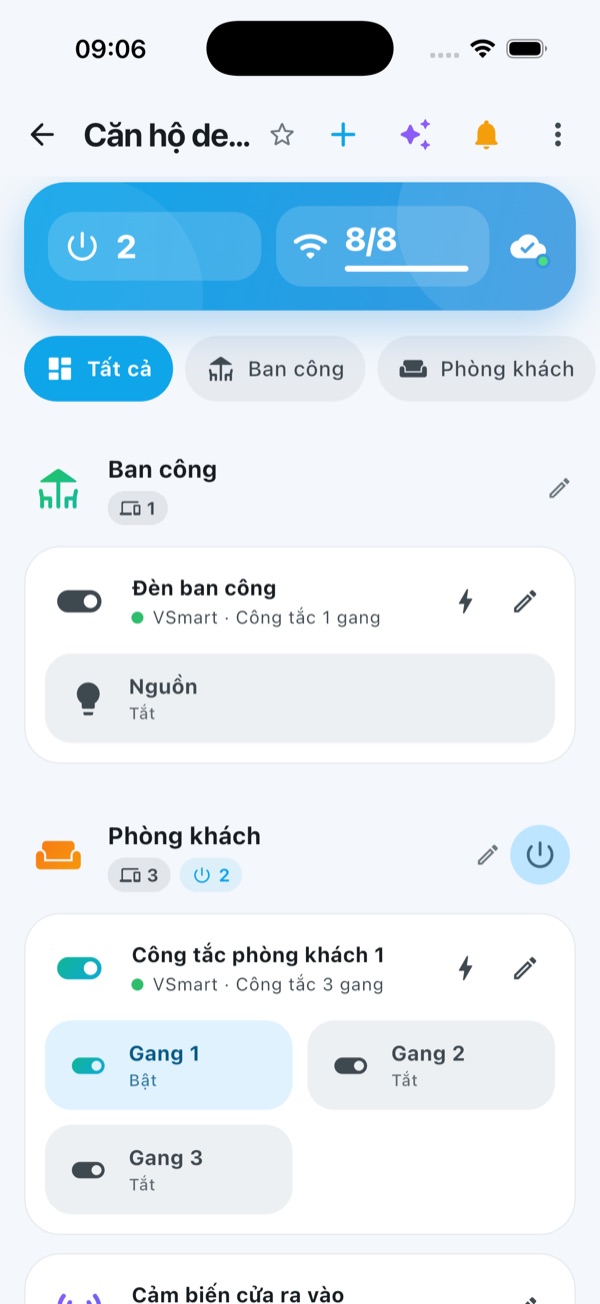 09:06
Căn hộ de...
2
8/8
Tất cả
Ban công
Phòng khách
Ban công
1
Đèn ban công
VSmart · Công tắc 1 gang
Nguồn
Tắt
Phòng khách
3
2
Công tắc phòng khách 1
VSmart · Công tắc 3 gang
Gang 1
Bật
Gang 2
Tắt
Gang 3
Tắt
Cảm biến cửa ra vào